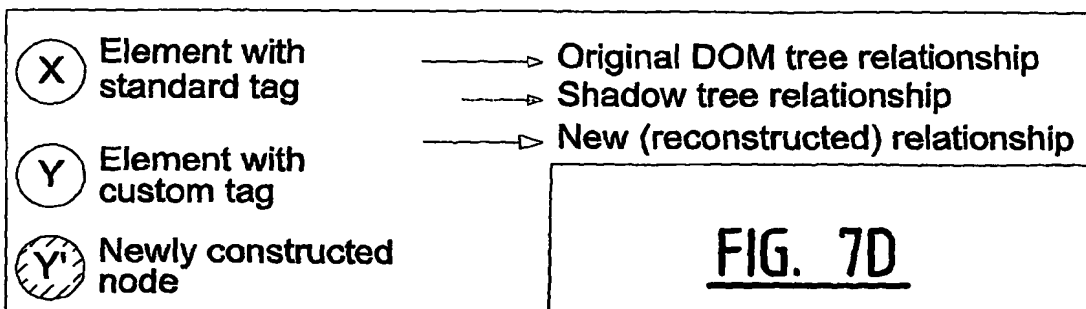 X Element with
standard tag
Y Element with
custom tag
Y' Newly constructed
node
Original DOM tree relationship
Shadow tree relationship
New (reconstructed) relationship
FIG. 7D